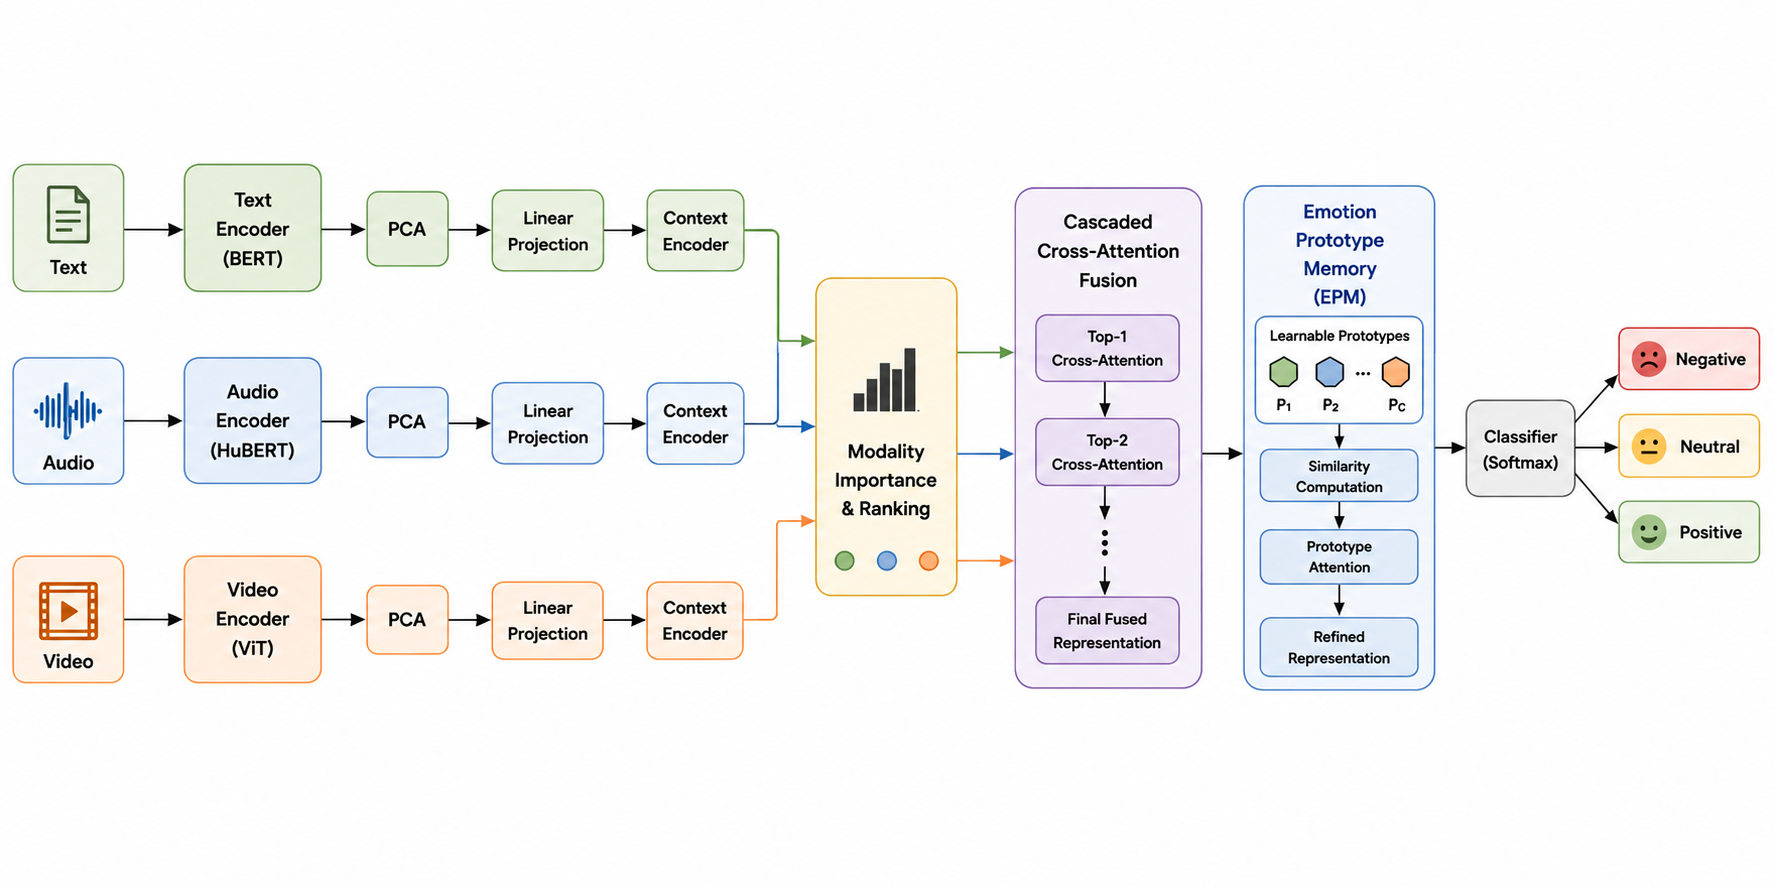 Text
Text
Encoder
(BERT)
PCA
Linear
Projection
Context
Encoder
Audio
Audio
Encoder
(HuBERT)
PCA
Linear
Projection
Context
Encoder
Video
Video
Encoder
(ViT)
PCA
Linear
Projection
Context
Encoder
Modality
Importance
& Ranking
Cascaded
Cross-Attention
Fusion
Top-1
Cross-Attention
Top-2
Cross-Attention
Final Fused
Representation
Emotion
Prototype
Memory
(EPM)
Learnable Prototypes
P₁ P₂ ··· P_C
Similarity
Computation
Prototype
Attention
Refined
Representation
Classifier
(Softmax)
Negative
Neutral
Positive